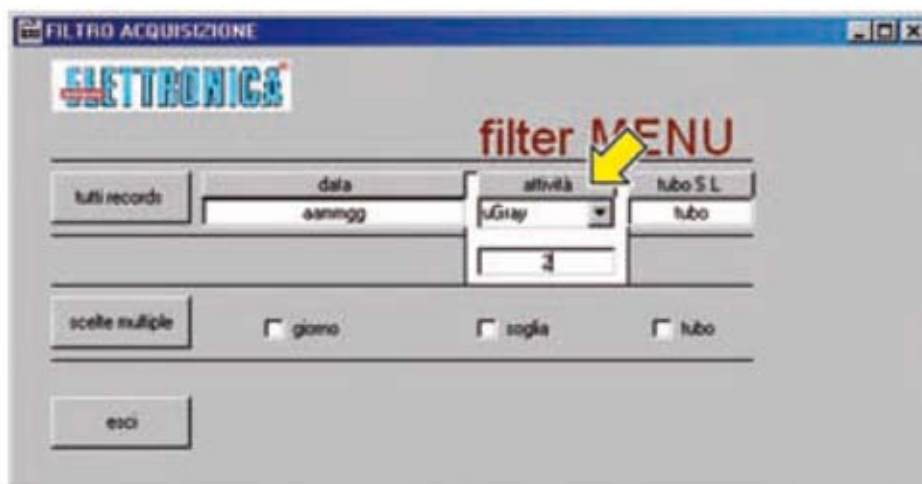 FILTRO ACQUISIZIONE
ELETTRONICA
filter MENU
tutti records
data
attività
tubo S L
aammgg
uGray
tubo
2
scelte multiple
giorno
soglia
tubo
esci